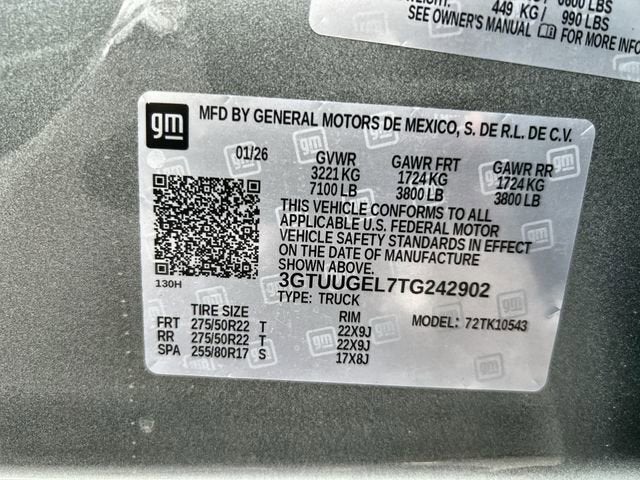 449 KG / 990 LBS
SEE OWNER'S MANUAL FOR MORE INFO
gm
MFD BY GENERAL MOTORS DE MEXICO, S. DE R.L. DE C.V.
01/26 GVWR GAWR FRT GAWR RR
3221 KG 1724 KG 1724 KG
7100 LB 3800 LB 3800 LB
THIS VEHICLE CONFORMS TO ALL
APPLICABLE U.S. FEDERAL MOTOR
VEHICLE SAFETY STANDARDS IN EFFECT
ON THE DATE OF MANUFACTURE
SHOWN ABOVE.
130H
3GTUUGEL7TG242902
TYPE: TRUCK
TIRE SIZE RIM MODEL: 72TK10543
FRT 275/50R22 T 22X9J
RR 275/50R22 T 22X9J
SPA 255/80R17 S 17X8J